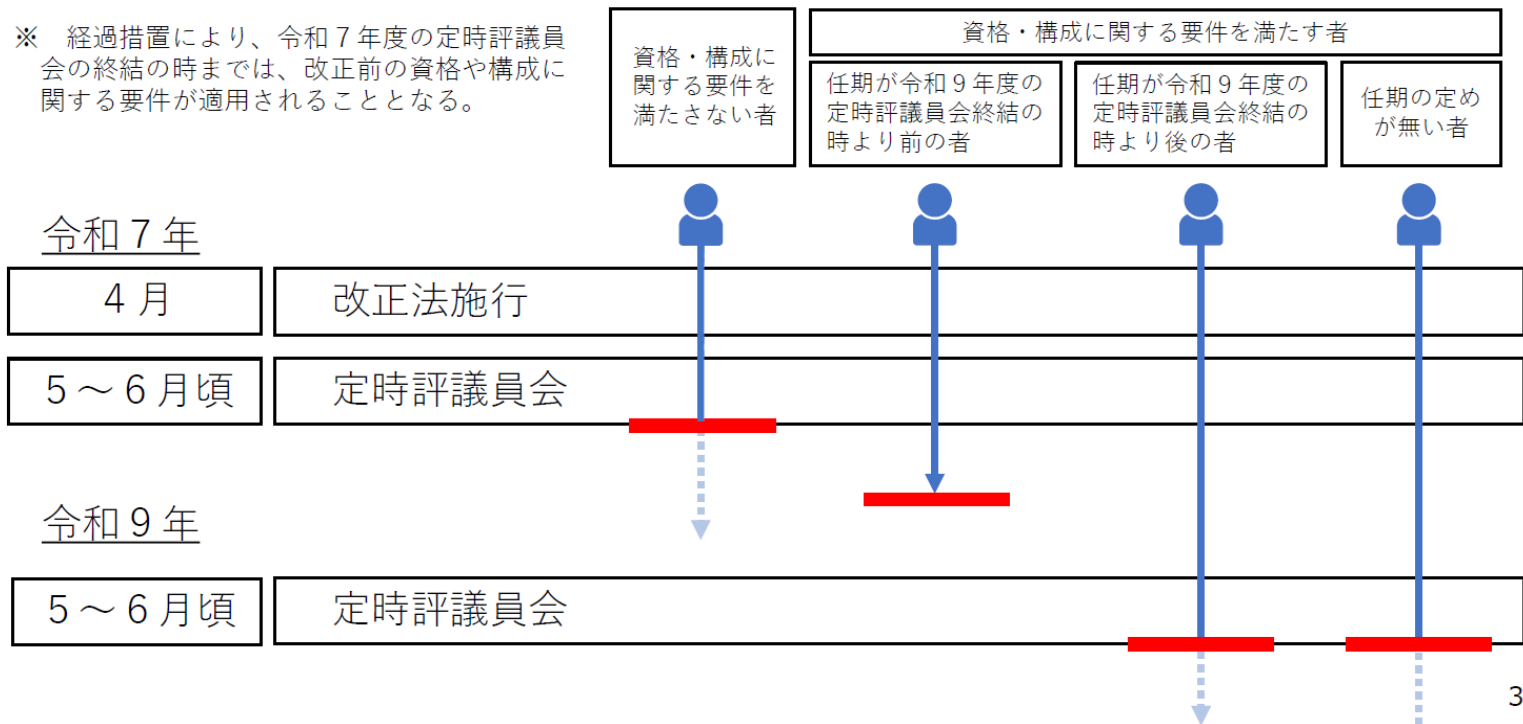 ※　経過措置により、令和７年度の定時評議員
会の終結の時までは、改正前の資格や構成に
関する要件が適用されることとなる。
資格・構成に
関する要件を
満たさない者
資格・構成に関する要件を満たす者
任期が令和９年度の
定時評議員会終結の
時より前の者
任期が令和９年度の
定時評議員会終結の
時より後の者
任期の定め
が無い者
令和７年
４月
改正法施行
５～６月頃
定時評議員会
令和９年
５～６月頃
定時評議員会
3